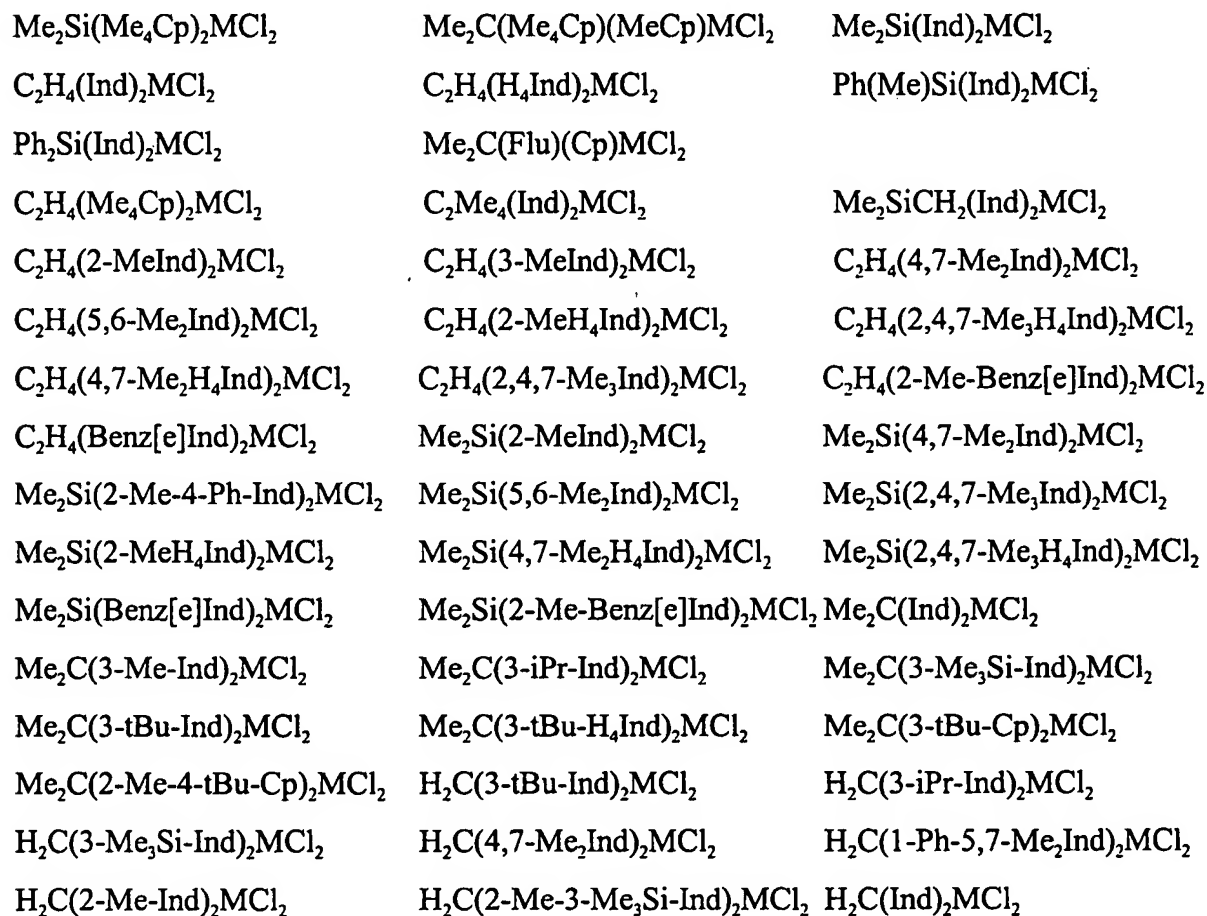 Me₂Si(Me₄Cp)₂MCl₂ Me₂C(Me₄Cp)(MeCp)MCl₂ Me₂Si(Ind)₂MCl₂
C₂H₄(Ind)₂MCl₂ C₂H₄(H₄Ind)₂MCl₂ Ph(Me)Si(Ind)₂MCl₂
Ph₂Si(Ind)₂MCl₂ Me₂C(Flu)(Cp)MCl₂
C₂H₄(Me₄Cp)₂MCl₂ C₂Me₄(Ind)₂MCl₂ Me₂SiCH₂(Ind)₂MCl₂
C₂H₄(2-MeInd)₂MCl₂ C₂H₄(3-MeInd)₂MCl₂ C₂H₄(4,7-Me₂Ind)₂MCl₂
C₂H₄(5,6-Me₂Ind)₂MCl₂ C₂H₄(2-MeH₄Ind)₂MCl₂ C₂H₄(2,4,7-Me₃H₄Ind)₂MCl₂
C₂H₄(4,7-Me₂H₄Ind)₂MCl₂ C₂H₄(2,4,7-Me₃Ind)₂MCl₂ C₂H₄(2-Me-Benz[e]Ind)₂MCl₂
C₂H₄(Benz[e]Ind)₂MCl₂ Me₂Si(2-MeInd)₂MCl₂ Me₂Si(4,7-Me₂Ind)₂MCl₂
Me₂Si(2-Me-4-Ph-Ind)₂MCl₂ Me₂Si(5,6-Me₂Ind)₂MCl₂ Me₂Si(2,4,7-Me₃Ind)₂MCl₂
Me₂Si(2-MeH₄Ind)₂MCl₂ Me₂Si(4,7-Me₂H₄Ind)₂MCl₂ Me₂Si(2,4,7-Me₃H₄Ind)₂MCl₂
Me₂Si(Benz[e]Ind)₂MCl₂ Me₂Si(2-Me-Benz[e]Ind)₂MCl₂ Me₂C(Ind)₂MCl₂
Me₂C(3-Me-Ind)₂MCl₂ Me₂C(3-iPr-Ind)₂MCl₂ Me₂C(3-Me₃Si-Ind)₂MCl₂
Me₂C(3-tBu-Ind)₂MCl₂ Me₂C(3-tBu-H₄Ind)₂MCl₂ Me₂C(3-tBu-Cp)₂MCl₂
Me₂C(2-Me-4-tBu-Cp)₂MCl₂ H₂C(3-tBu-Ind)₂MCl₂ H₂C(3-iPr-Ind)₂MCl₂
H₂C(3-Me₃Si-Ind)₂MCl₂ H₂C(4,7-Me₂Ind)₂MCl₂ H₂C(1-Ph-5,7-Me₂Ind)₂MCl₂
H₂C(2-Me-Ind)₂MCl₂ H₂C(2-Me-3-Me₃Si-Ind)₂MCl₂ H₂C(Ind)₂MCl₂